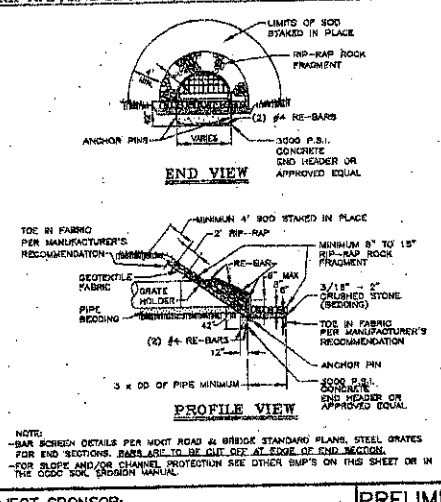 LIMITS OF SOD
STAKED IN PLACE
RIP-RAP ROCK
FRAGMENT
ANCHOR PINS
VARIES
(2) #4 RE-BARS
3000 P.S.I.
CONCRETE
END HEADER OR
APPROVED EQUAL
END VIEW
MINIMUM 4' SOD STAKED IN PLACE
TOE IN FABRIC
PER MANUFACTURER'S
RECOMMENDATION
2' RIP-RAP
MINIMUM 8" TO 15"
RIP-RAP ROCK
FRAGMENT
RE-BAR
6" MAX
GEOTEXTILE
FABRIC
GRATE
HOLDER
3/16" - 2"
CRUSHED STONE
(BEDDING)
PIPE
BEDDING
TOE IN FABRIC
PER MANUFACTURER'S
RECOMMENDATION
42"
(2) #4 RE-BARS
12"
ANCHOR PIN
3 x OD OF PIPE MINIMUM
3000 P.S.I.
CONCRETE
END HEADER OR
APPROVED EQUAL
PROFILE VIEW
NOTE:
-BAR SCREEN DETAILS PER MDOT ROAD & BRIDGE STANDARD PLANS, STEEL GRATES
FOR END SECTIONS. BARS ARE TO BE CUT OFF AT EDGE OF END SECTION.
-FOR SLOPE AND/OR CHANNEL PROTECTION SEE OTHER BMP'S ON THIS SHEET OR IN
THE OCDC SOIL EROSION MANUAL.
SPONSOR:
PRELIM